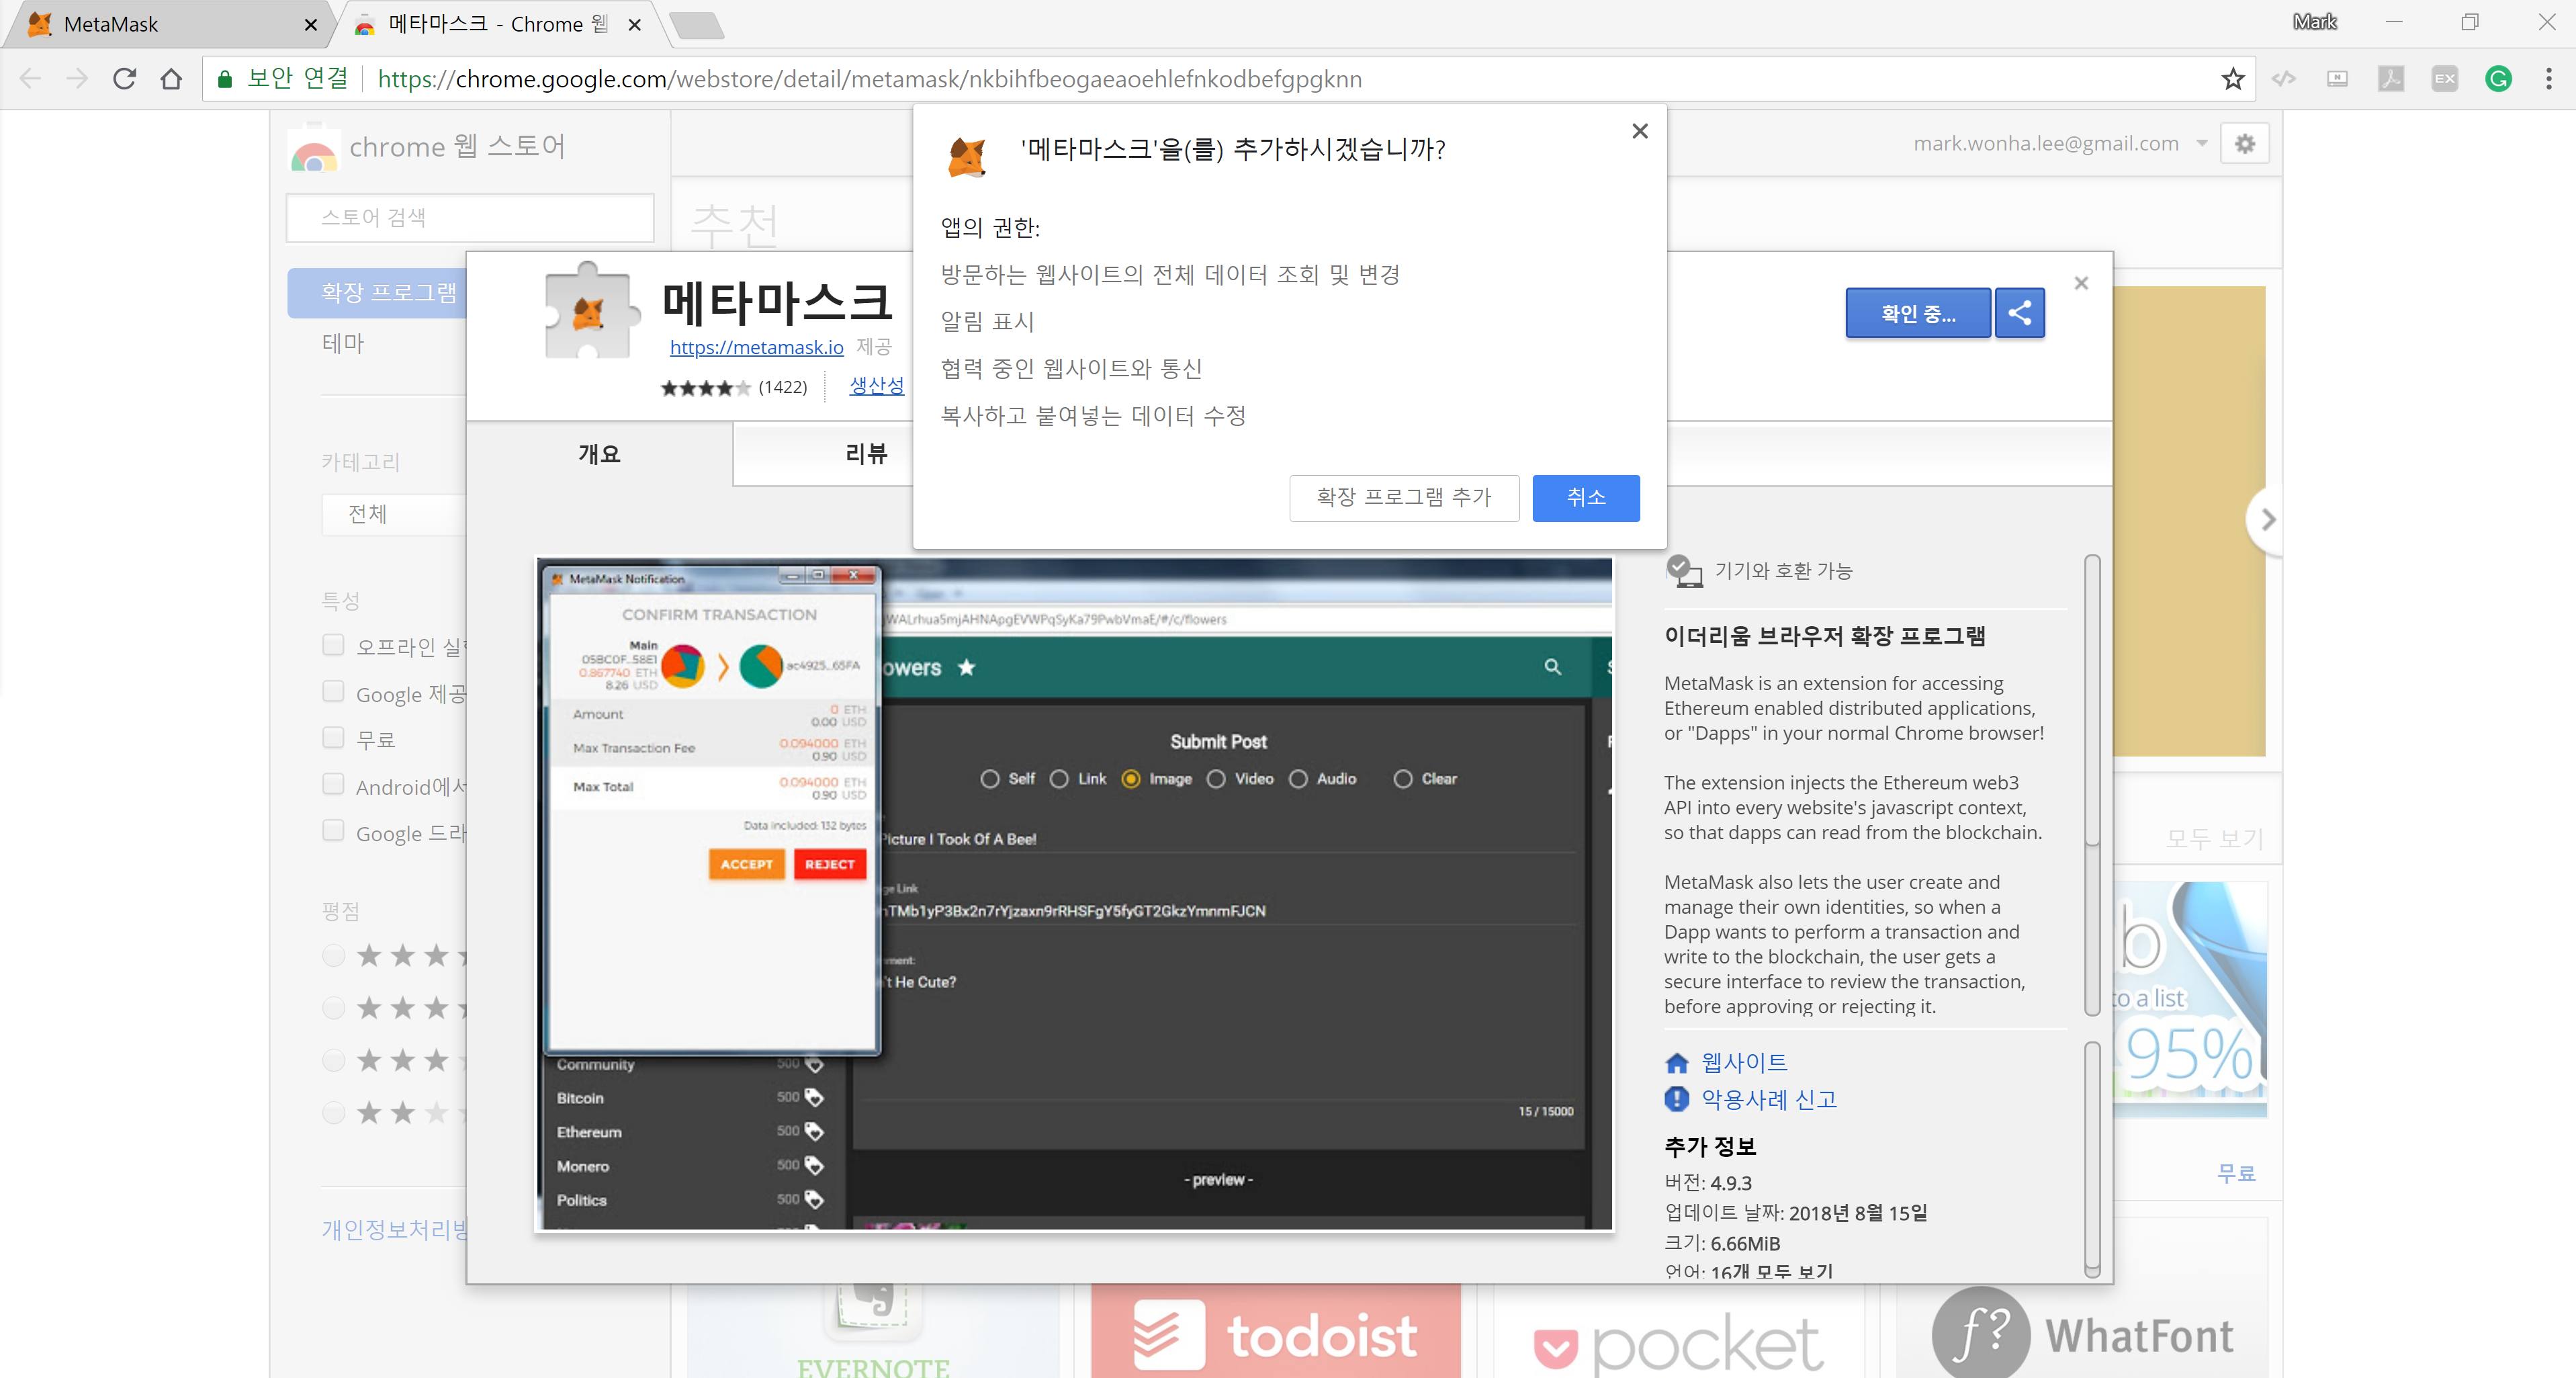 MetaMask
메타마스크 - Chrome 웹
Mark
보안 연결
https://chrome.google.com/webstore/detail/metamask/nkbihfbeogaeaoehlefnkodbefgpgknn
EX
chrome 웹 스토어
mark.wonha.lee@gmail.com
스토어 검색
추천
확장 프로그램
테마
카테고리
전체
특성
오프라인
Google 제공
무료
Android에서
Google 드라
평점
개인정보처리방
'메타마스크'을(를) 추가하시겠습니까?
앱의 권한:
방문하는 웹사이트의 전체 데이터 조회 및 변경
알림 표시
협력 중인 웹사이트와 통신
복사하고 붙여넣는 데이터 수정
확장 프로그램 추가
취소
메타마스크
https://metamask.io 제공
(1422)
생산성
확인 중...
개요
리뷰
MetaMask Notification
CONFIRM TRANSACTION
Main
05BC0F...58E1
0.867740 ETH
8.26 USD
ac4925...65FA
Amount
0 ETH
0.00 USD
Max Transaction Fee
0.094000 ETH
0.90 USD
Max Total
0.094000 ETH
0.90 USD
Data included: 132 bytes
ACCEPT
REJECT
WALrhuaSmjAHNApgEVWPqSyKa79PwbVmaE/#/c/flowers
owers
Submit Post
Self
Link
Image
Video
Audio
Clear
Picture I Took Of A Bee!
ge Link
nTMb1yP3Bx2n7rYjzaxn9rRHSFgY5fyGT2GkzYmnmFJCN
nment:
't He Cute?
15 / 15000
- preview -
Community 500
Bitcoin 500
Ethereum 500
Monero 500
Politics 500
기기와 호환 가능
이더리움 브라우저 확장 프로그램
MetaMask is an extension for accessing
Ethereum enabled distributed applications,
or "Dapps" in your normal Chrome browser!
The extension injects the Ethereum web3
API into every website's javascript context,
so that dapps can read from the blockchain.
MetaMask also lets the user create and
manage their own identities, so when a
Dapp wants to perform a transaction and
write to the blockchain, the user gets a
secure interface to review the transaction,
before approving or rejecting it.
웹사이트
악용사례 신고
추가 정보
버전: 4.9.3
업데이트 날짜: 2018년 8월 15일
크기: 6.66MiB
언어: 16개 모두 보기
모두 보기
b
to a list
95%
무료
EVERNOTE
todoist
pocket
f?
WhatFont